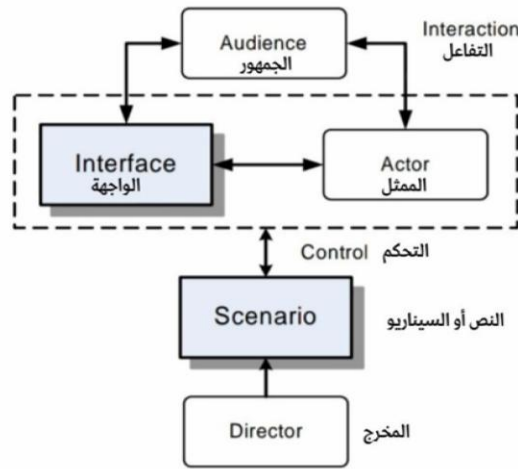 Audience
الجمهور
Interaction
التفاعل
Interface
الواجهة
Actor
الممثل
Control التحكم
Scenario
النص أو السيناريو
Director المخرج